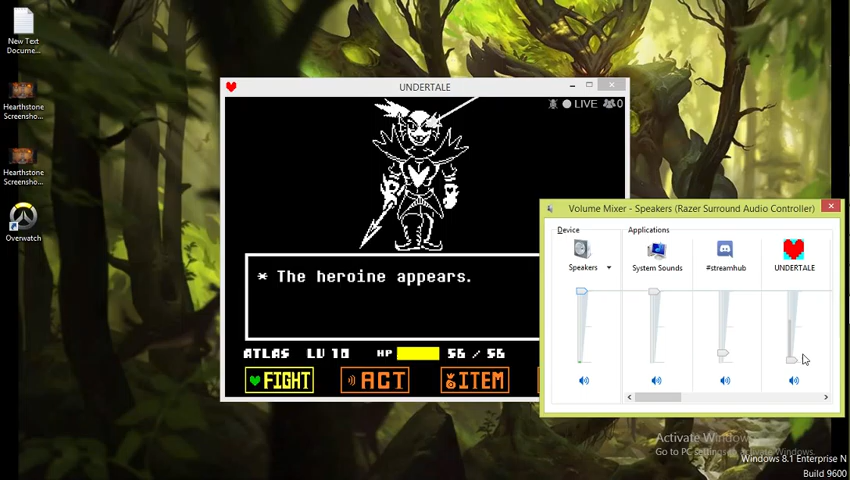 New Text
Docume...
Hearthstone
Screensho...
Hearthstone
Screensho...
Overwatch
UNDERTALE
LIVE 0
* The heroine appears.
ATLAS LV 10 HP 56 / 56
FIGHT ACT ITEM
Volume Mixer - Speakers (Razer Surround Audio Controller)
Device Applications
Speakers System Sounds #streamhub UNDERTALE
Activate Window
Go to PC settings to activate Windows.
Windows 8.1 Enterprise N
Build 9600